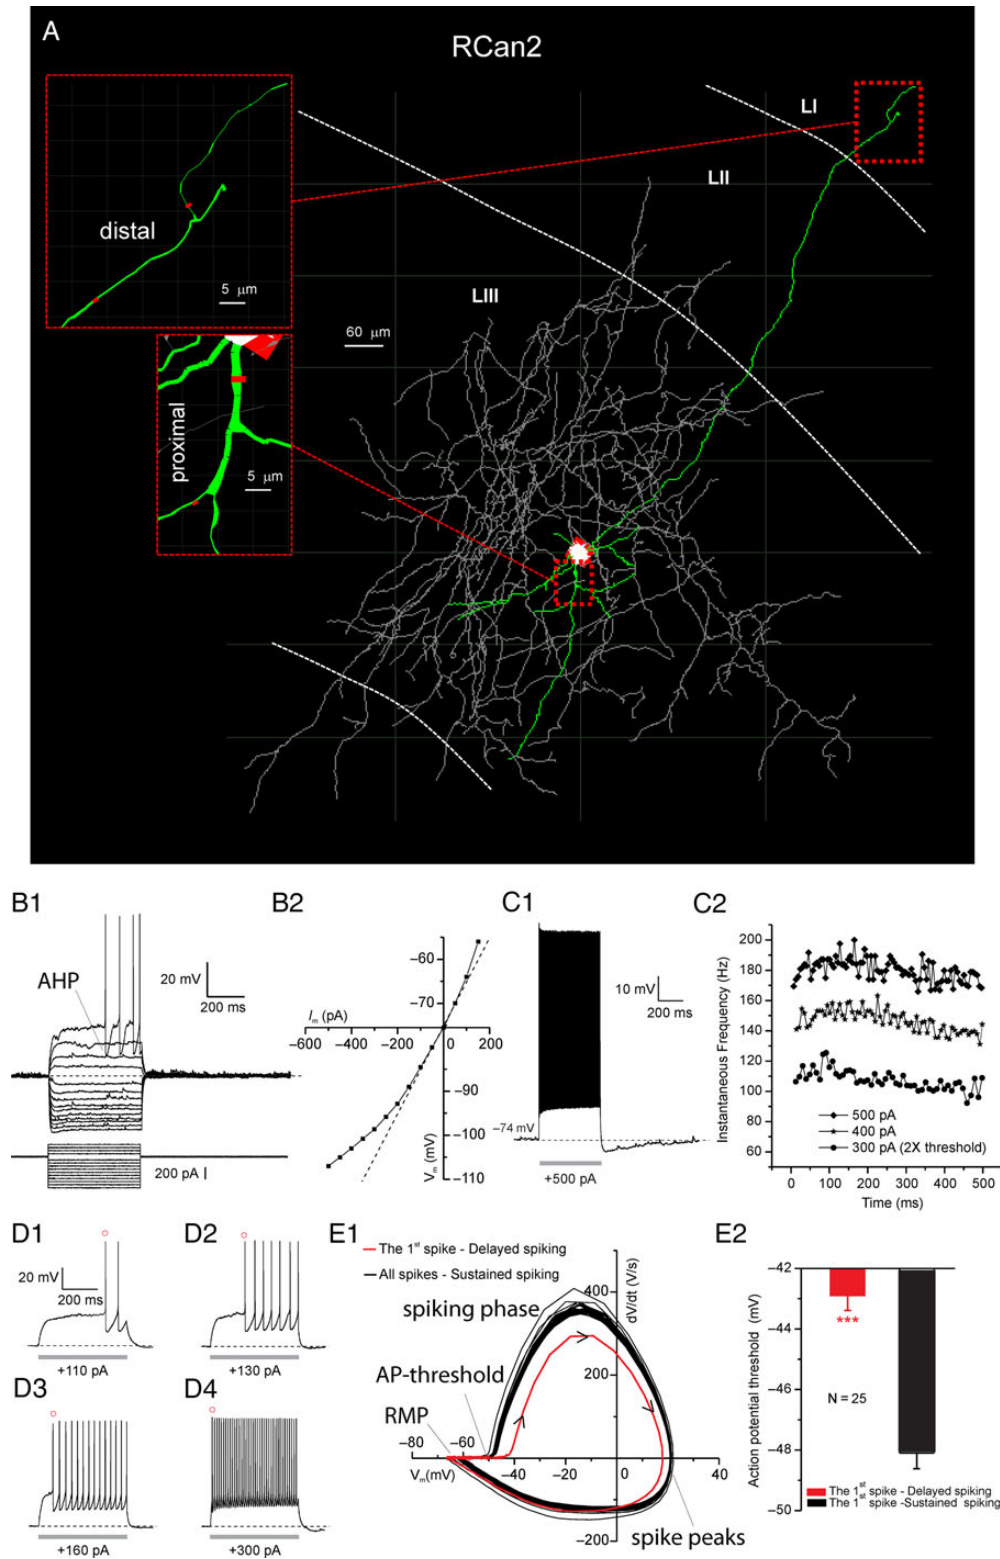 A
RCan2
LI
LII
LIII
distal
5 μm
60 μm
proximal
5 μm
B1
AHP
20 mV
200 ms
200 pA
B2
Im (pA)
−600 −400 −200 0 200
−60
−70
−85
−100
−110
Vm (mV)
C1
10 mV
200 ms
−74 mV
+500 pA
C2
Instantaneous Frequency (Hz)
200
180
160
140
120
100
80
60
500 pA
400 pA
300 pA (2X threshold)
0 100 200 300 400 500
Time (ms)
D1
20 mV
200 ms
+110 pA
D2
+130 pA
D3
+160 pA
D4
+300 pA
E1
The 1st spike - Delayed spiking
All spikes - Sustained spiking
spiking phase
AP-threshold
RMP
dV/dt (V/s)
400
200
−80 −60 −40 −20 0 20 40
Vm(mV)
−200
spike peaks
E2
Action potential threshold (mV)
−42
−44
−46
−48
−50
***
N = 25
The 1st spike - Delayed spiking
The 1st spike -Sustained spiking